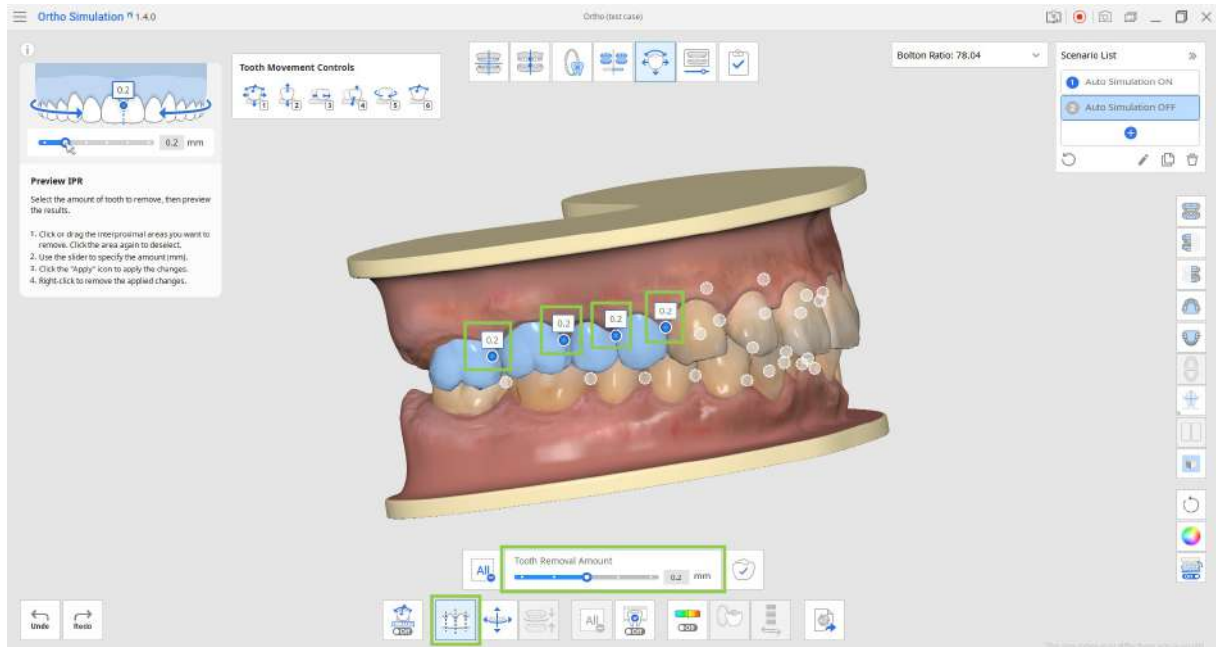 Ortho Simulation 1.4.0
Ortho (test case)
0.2
0.2 mm
Preview IPR
Select the amount of tooth to remove, then preview
the results.
1. Click or drag the interproximal areas you want to
remove. Click the area again to deselect.
2. Use the slider to specify the amount (mm).
3. Click the "Apply" icon to apply the changes.
4. Right-click to remove the applied changes.
Tooth Movement Controls
1 2 3 4 5 6
Bolton Ratio: 78.04
Scenario List
1 Auto Simulation ON
2 Auto Simulation OFF
0.2
0.2
0.2
0.2
All
Tooth Removal Amount
0.2 mm
Undo
Redo
Off
All
Off
Off